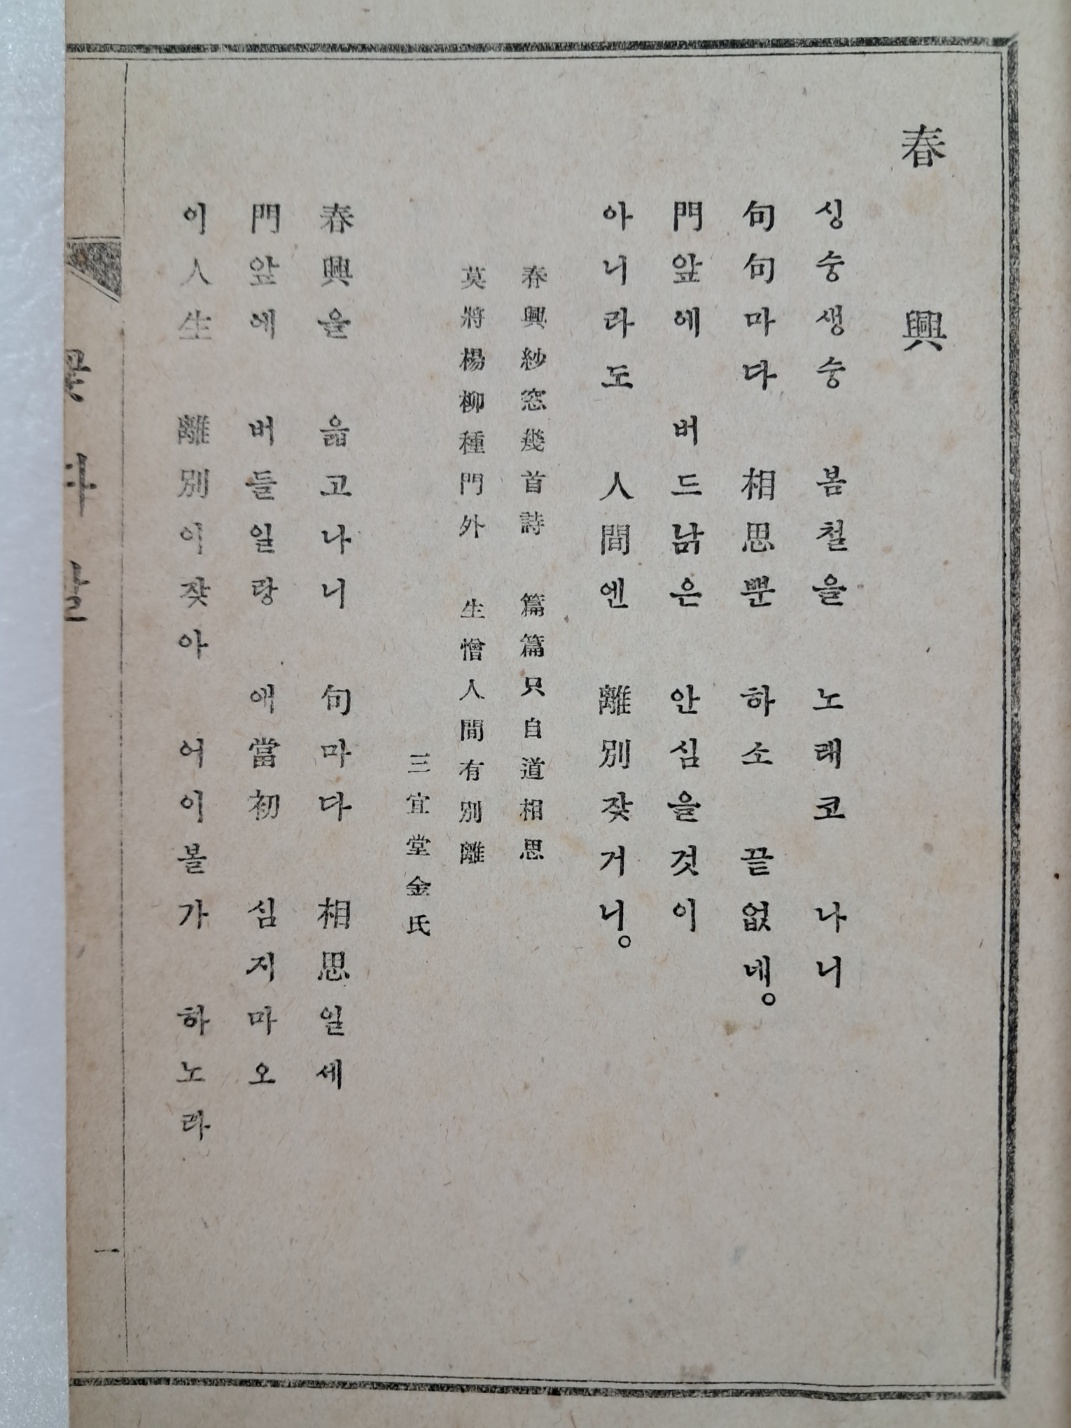 春興
싱숭생숭 봄철을 노래코 나니
句句마다 相思뿐 하소 끝없네。
門앞에 버드낡은 안심을것이
아니라도 人間엔 離別잦거니。
春興紗窓幾首詩 篇篇只自道相思
莫將楊柳種門外 生憎人間有別離
三宜堂金氏
春興을 읇고나니 句마다 相思일세
門앞에 버들일랑 애當初 심지마오
이人生 離別이잦아 어이볼가 하노라
一